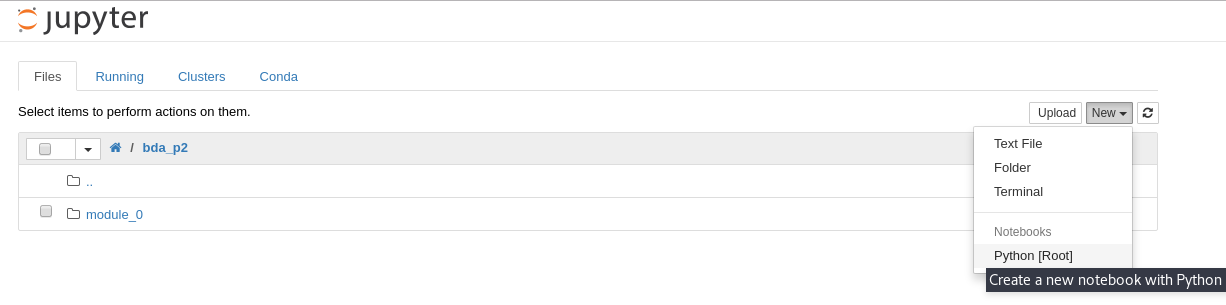 jupyter
Files Running Clusters Conda
Select items to perform actions on them.
Upload New
/ bda_p2
..
module_0
Text File
Folder
Terminal
Notebooks
Python [Root]
Create a new notebook with Python